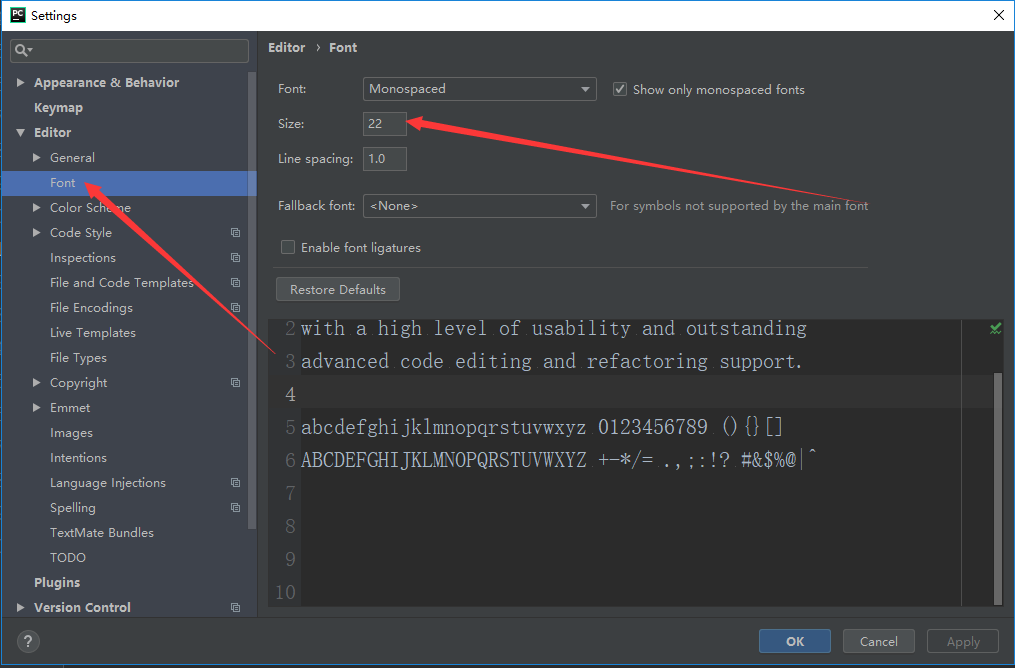 PC Settings
Appearance & Behavior
Keymap
Editor
General
Font
Color Scheme
Code Style
Inspections
File and Code Templates
File Encodings
Live Templates
File Types
Copyright
Emmet
Images
Intentions
Language Injections
Spelling
TextMate Bundles
TODO
Plugins
Version Control
Editor › Font
Font: Monospaced Show only monospaced fonts
Size: 22
Line spacing: 1.0
Fallback font: <None> For symbols not supported by the main font
Enable font ligatures
Restore Defaults
2 with a high level of usability and outstanding
3 advanced code editing and refactoring support.
4
5 abcdefghijklmnopqrstuvwxyz 0123456789 (){}[]
6 ABCDEFGHIJKLMNOPQRSTUVWXYZ +-*/= .,;:!? #&$%@|^
7
8
9
10
? OK Cancel Apply